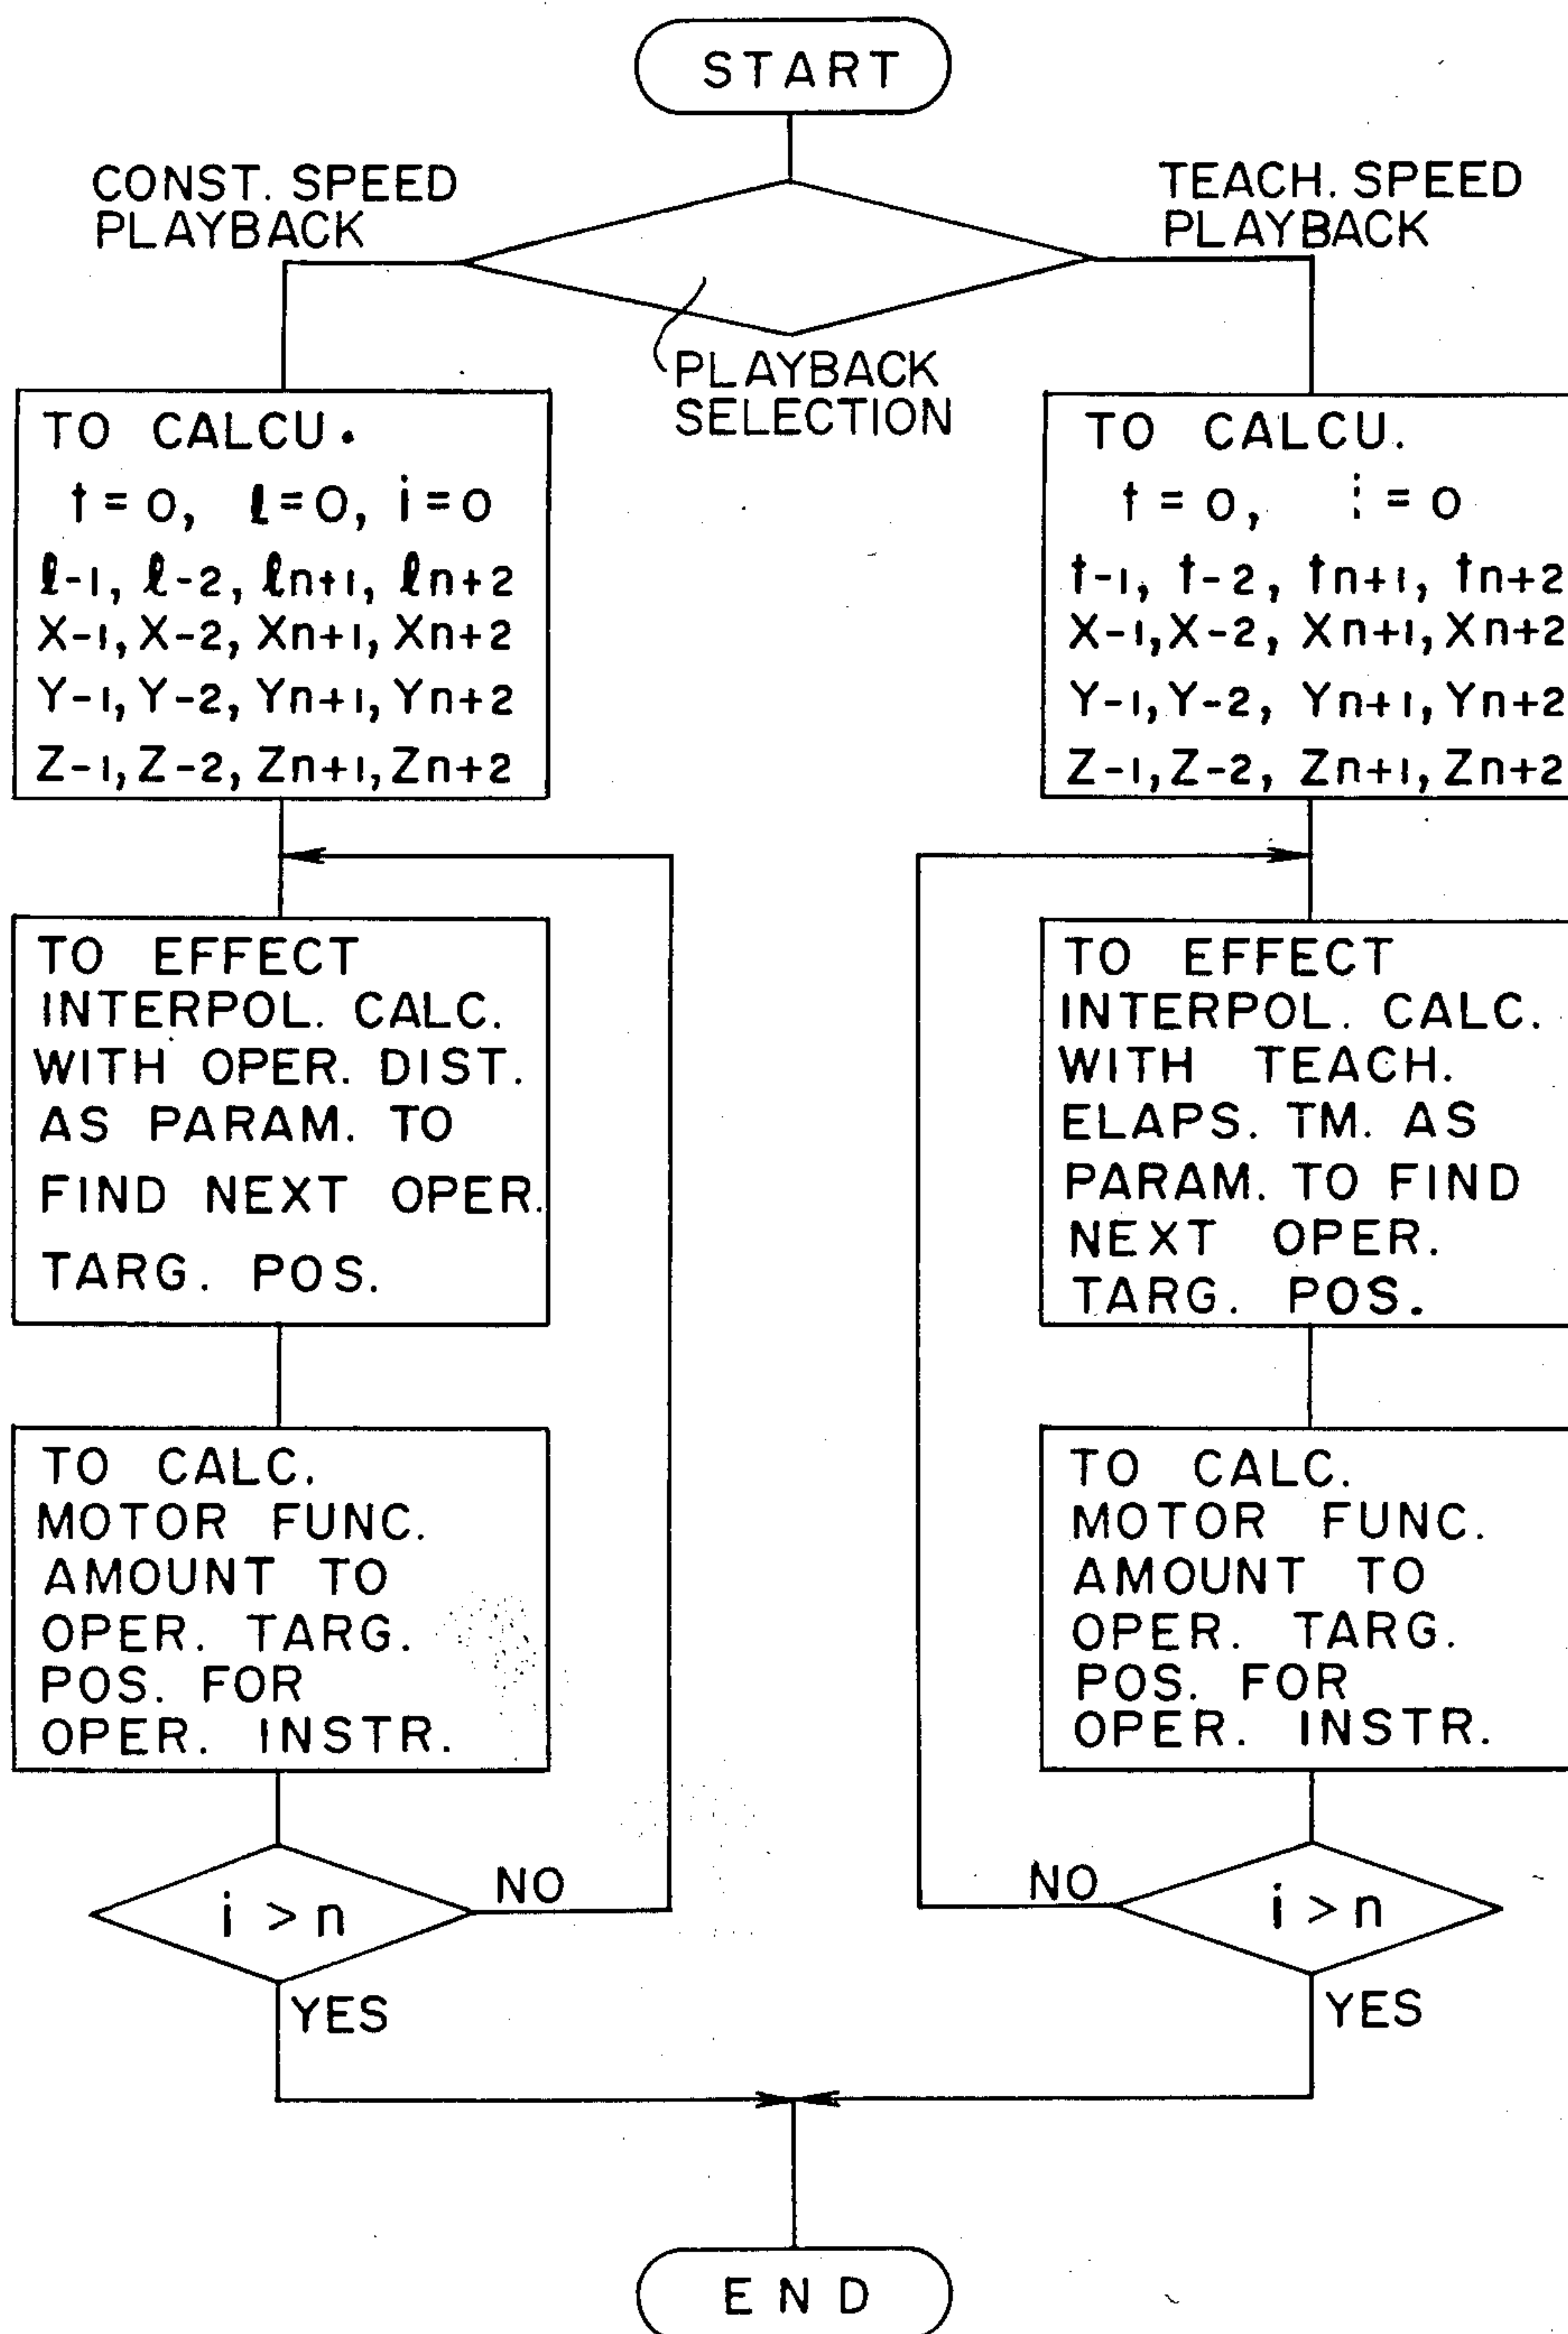 START
CONST. SPEED
PLAYBACK
TEACH. SPEED
PLAYBACK
PLAYBACK
SELECTION
TO CALCU.
t = 0, ℓ = 0, i = 0
ℓ-1, ℓ-2, ℓn+1, ℓn+2
X-1, X-2, Xn+1, Xn+2
Y-1, Y-2, Yn+1, Yn+2
Z-1, Z-2, Zn+1, Zn+2
TO EFFECT
INTERPOL. CALC.
WITH OPER. DIST.
AS PARAM. TO
FIND NEXT OPER.
TARG. POS.
TO CALC.
MOTOR FUNC.
AMOUNT TO
OPER. TARG.
POS. FOR
OPER. INSTR.
i > n
NO
YES
TO CALCU.
t = 0, i = 0
t-1, t-2, tn+1, tn+2
X-1, X-2, Xn+1, Xn+2
Y-1, Y-2, Yn+1, Yn+2
Z-1, Z-2, Zn+1, Zn+2
TO EFFECT
INTERPOL. CALC.
WITH TEACH.
ELAPS. TM. AS
PARAM. TO FIND
NEXT OPER.
TARG. POS.
TO CALC.
MOTOR FUNC.
AMOUNT TO
OPER. TARG.
POS. FOR
OPER. INSTR.
NO
i > n
YES
END